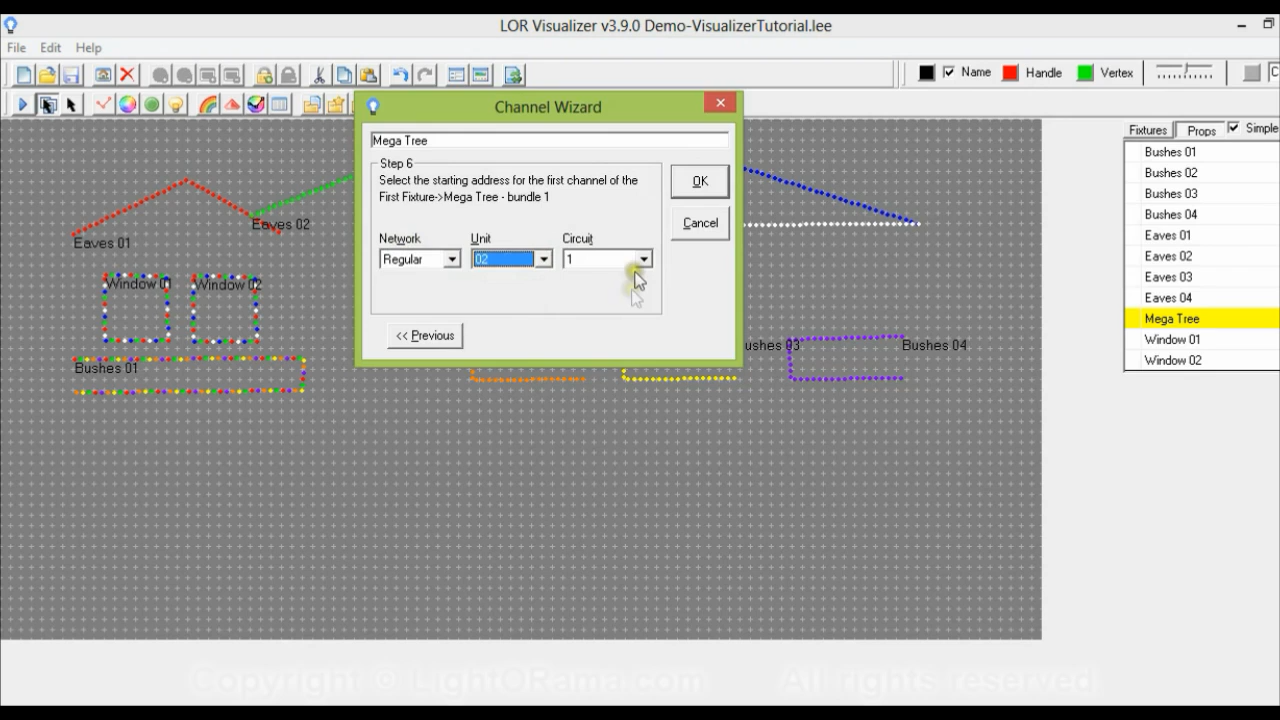 LOR Visualizer v3.9.0 Demo-VisualizerTutorial.lee
File Edit Help
Name Handle Vertex
Channel Wizard
Mega Tree
Step 6
Select the starting address for the first channel of the
First Fixture->Mega Tree - bundle 1
Network Unit Circuit
Regular 02 1
OK
Cancel
<< Previous
Eaves 01
Eaves 02
Window 01
Window 02
Bushes 01
ushes 03
Bushes 04
Fixtures Props Simple
Bushes 01
Bushes 02
Bushes 03
Bushes 04
Eaves 01
Eaves 02
Eaves 03
Eaves 04
Mega Tree
Window 01
Window 02
Copyright © LightORama.com All rights reserved